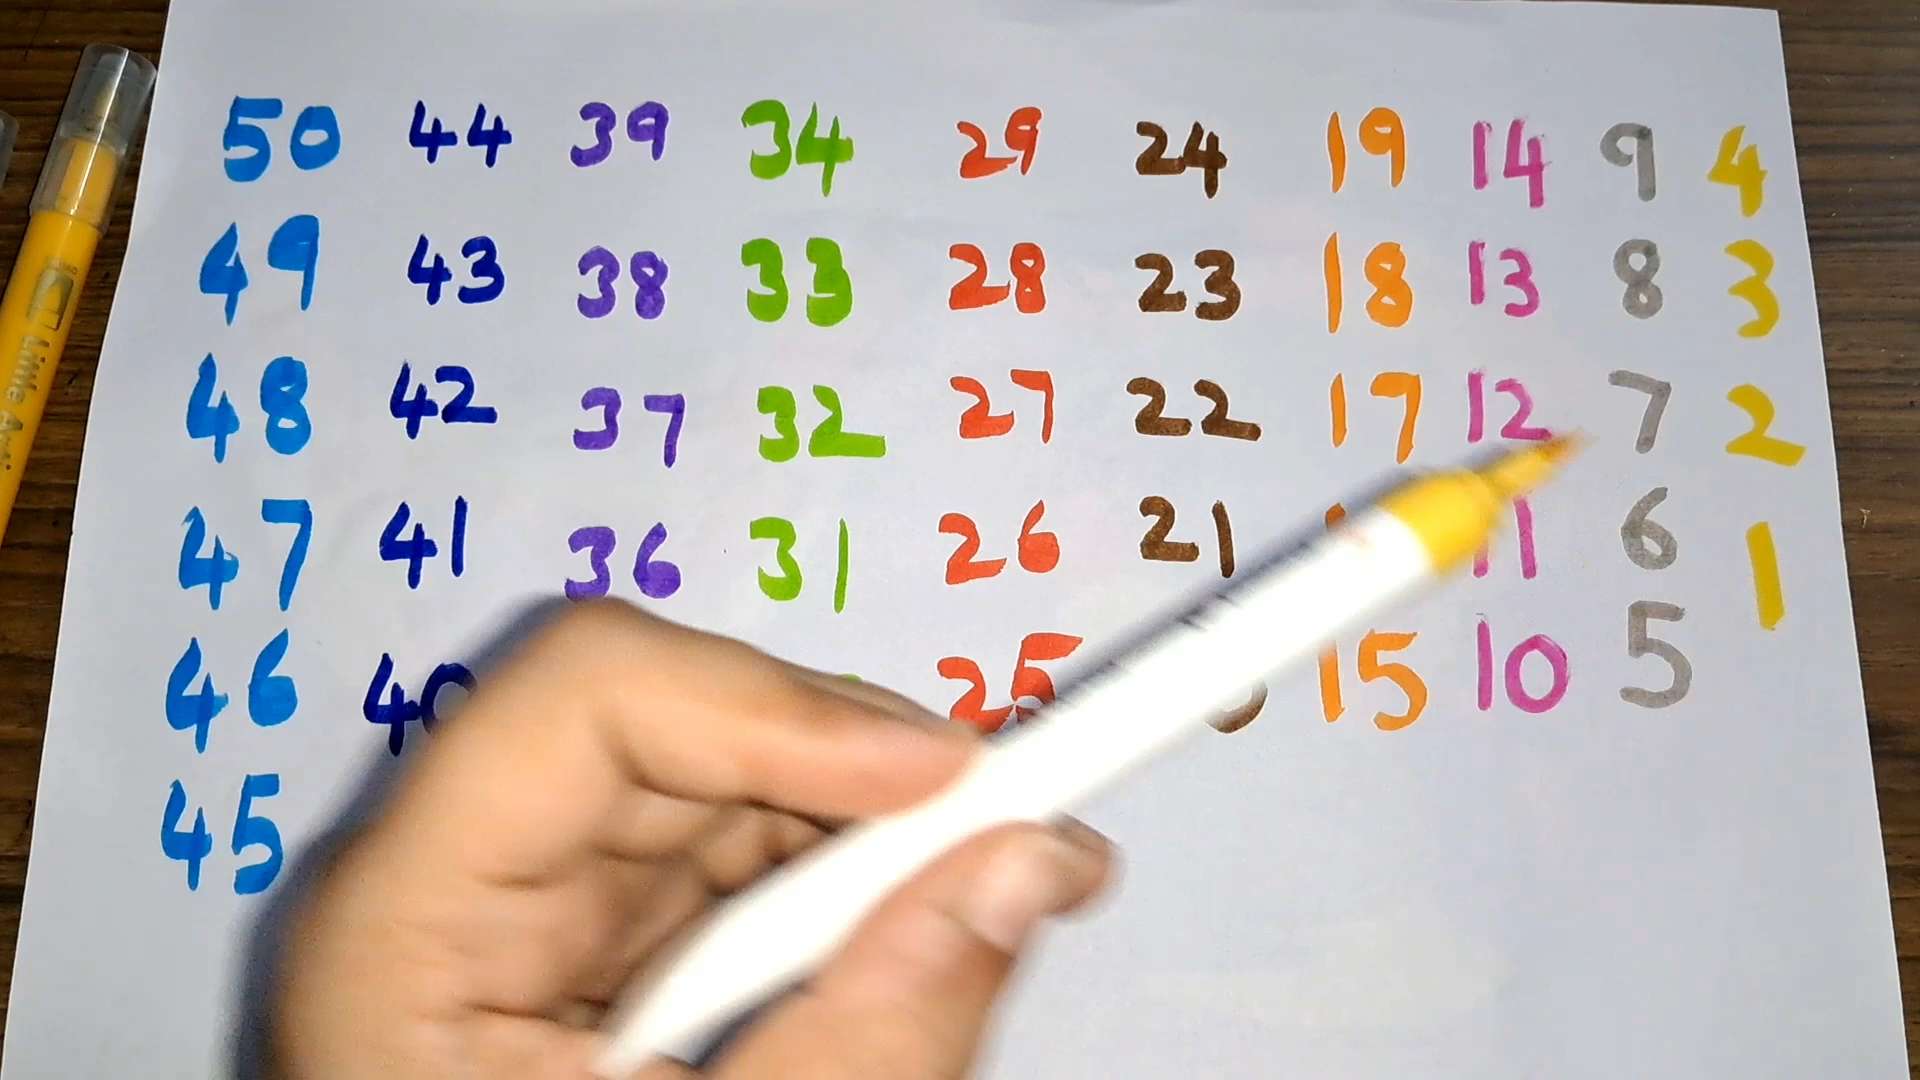 50 44 39 34 29 24 19 14 9 4
49 43 38 33 28 23 18 13 8 3
48 42 37 32 27 22 17 12 7 2
47 41 36 31 26 21 11 6 1
46 40 25 15 10 5
45
Little